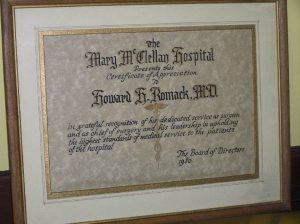 The
Mary McClellan Hospital
Presents this
Certificate of Appreciation
To
Howard H. Romack, M.D.
in grateful recognition of his dedicated service as surgeon
and as chief of surgery and his leadership in upholding
the highest standards of medical service to the patients
of the hospital
The Board of Directors
1980